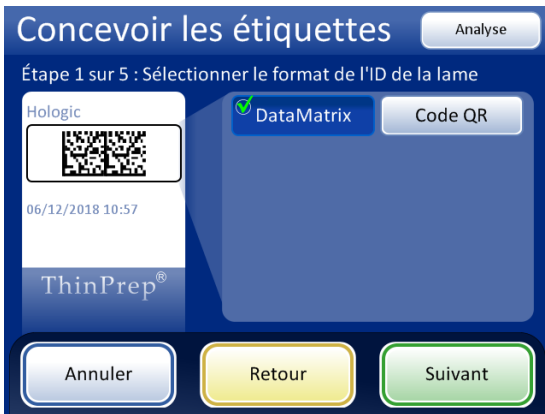 Concevoir les étiquettes
Analyse
Étape 1 sur 5 : Sélectionner le format de l'ID de la lame
Hologic
DataMatrix
Code QR
06/12/2018 10:57
ThinPrep®
Annuler
Retour
Suivant